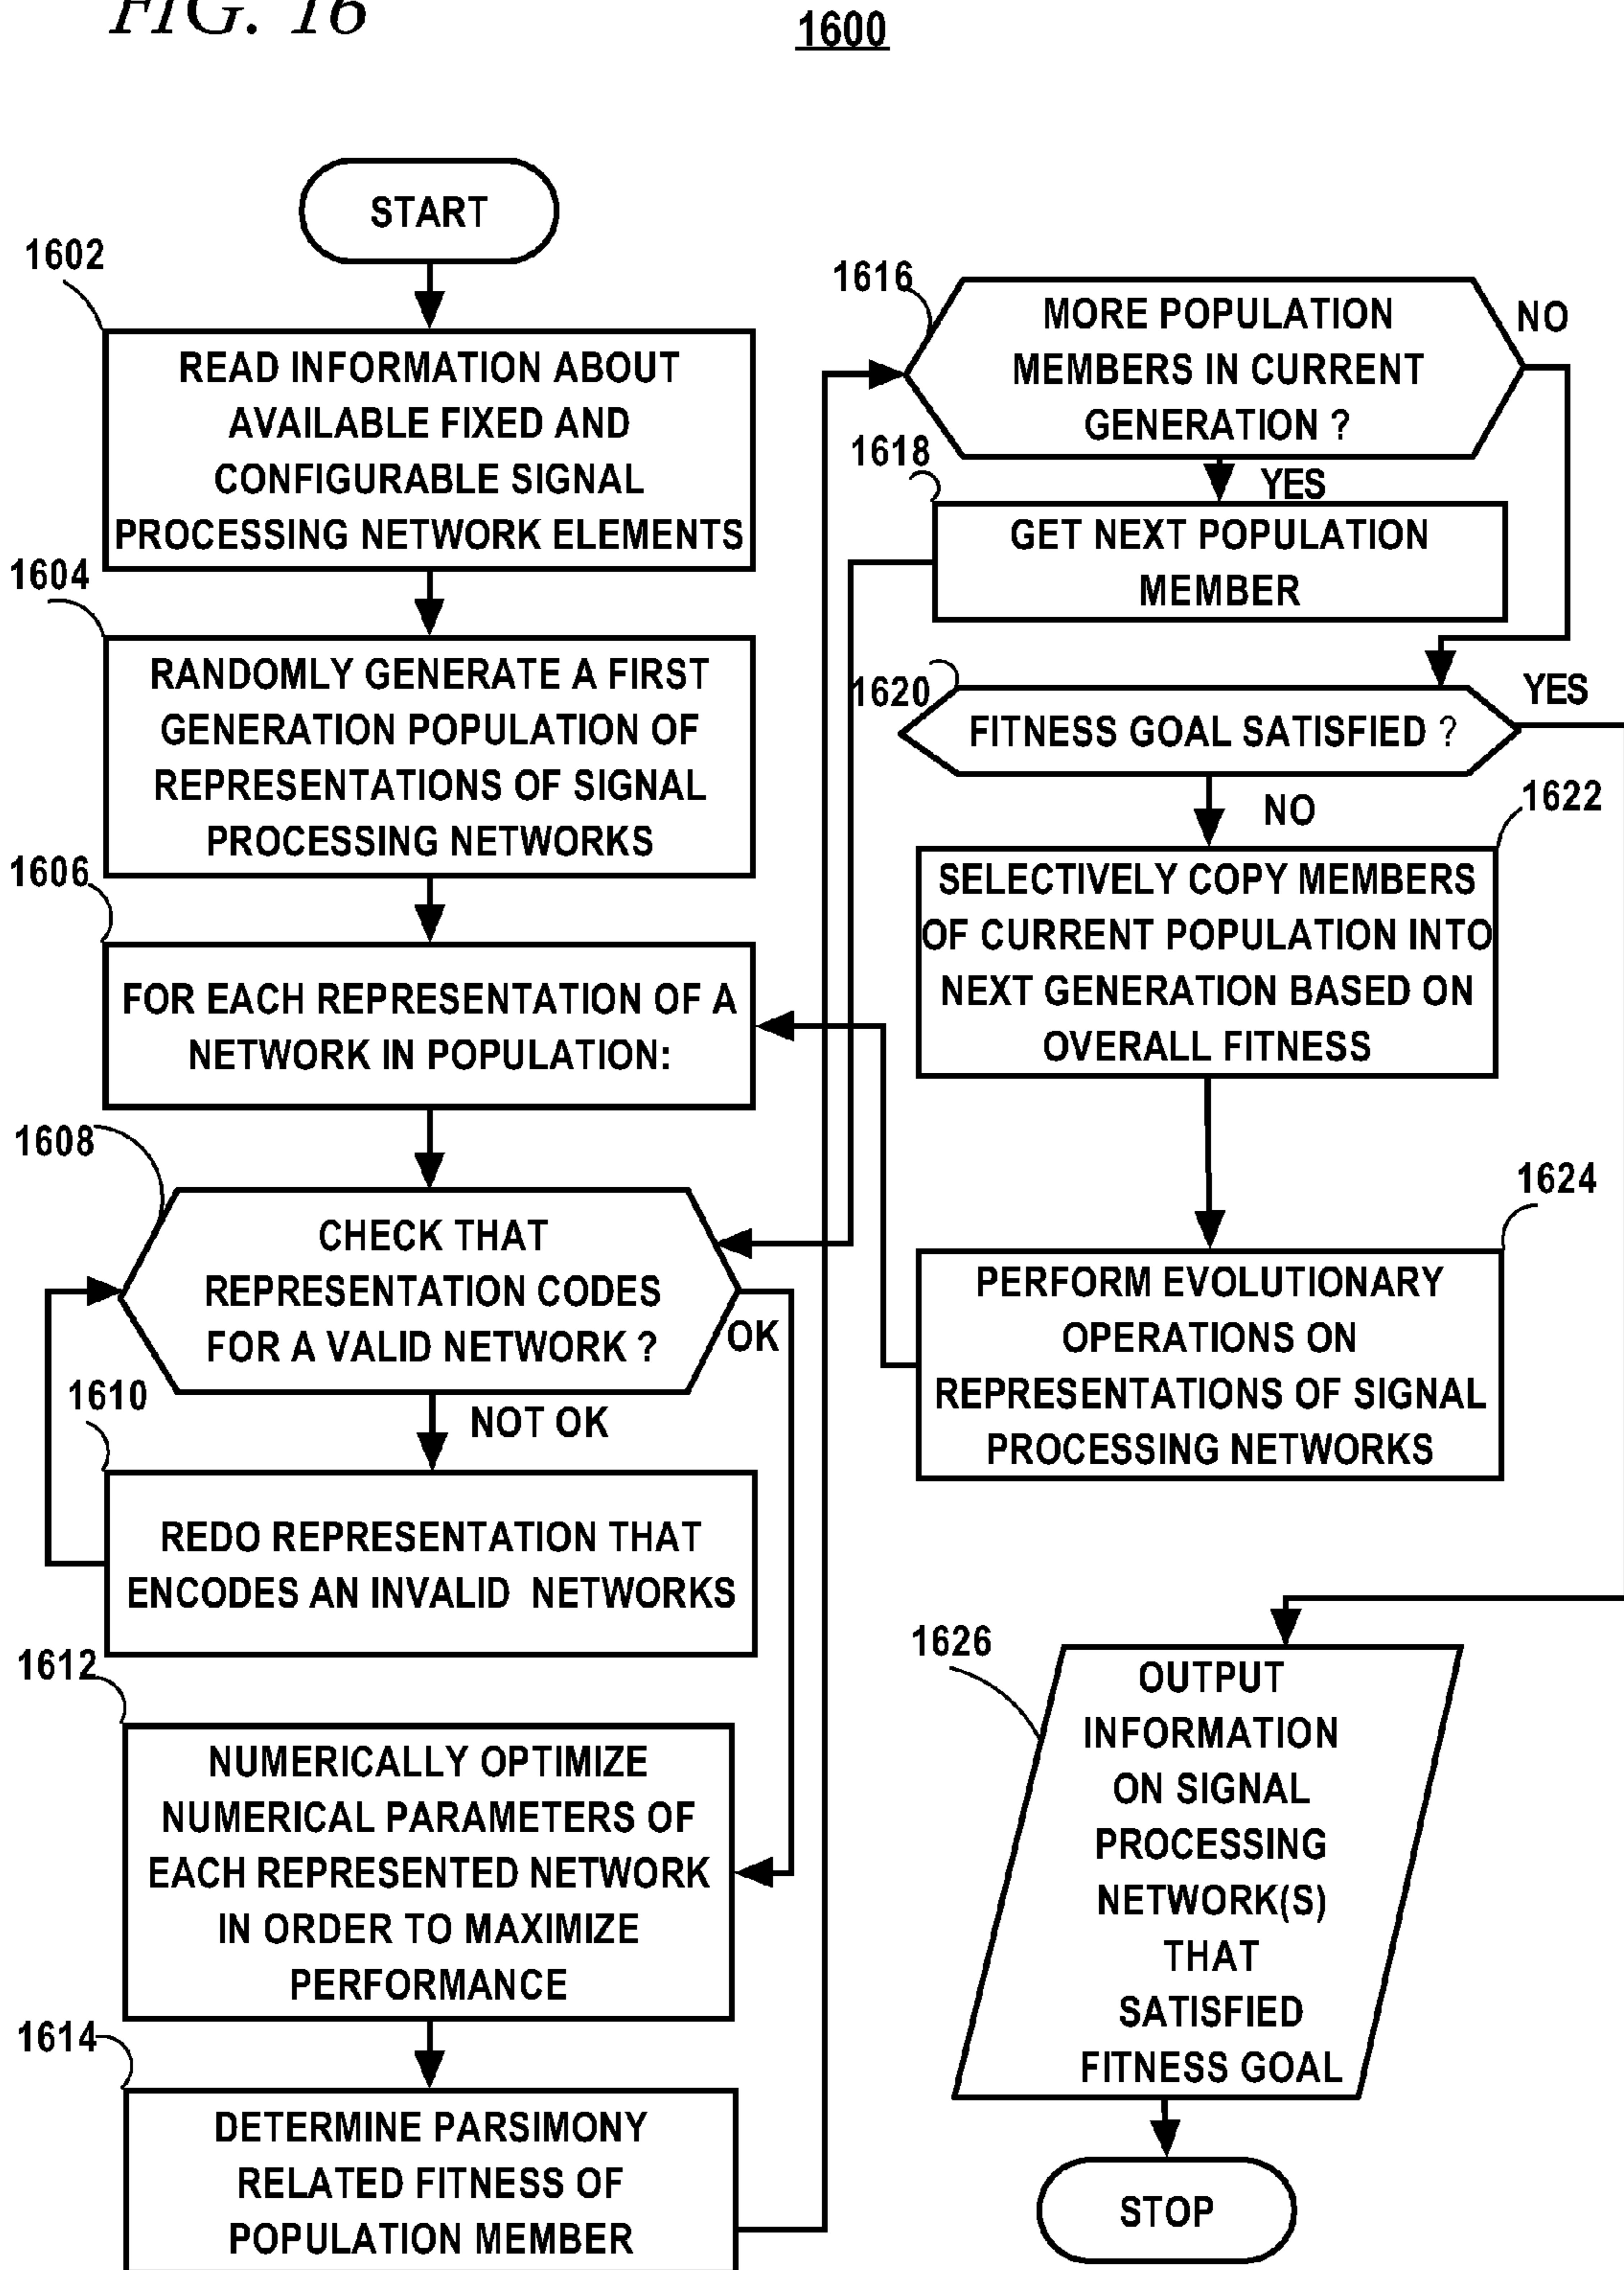 FIG. 16
1600
START
1602
READ INFORMATION ABOUT
AVAILABLE FIXED AND
CONFIGURABLE SIGNAL
PROCESSING NETWORK ELEMENTS
1604
RANDOMLY GENERATE A FIRST
GENERATION POPULATION OF
REPRESENTATIONS OF SIGNAL
PROCESSING NETWORKS
1606
FOR EACH REPRESENTATION OF A
NETWORK IN POPULATION:
1608
CHECK THAT
REPRESENTATION CODES
FOR A VALID NETWORK ?
OK
NOT OK
1610
REDO REPRESENTATION THAT
ENCODES AN INVALID NETWORKS
1612
NUMERICALLY OPTIMIZE
NUMERICAL PARAMETERS OF
EACH REPRESENTED NETWORK
IN ORDER TO MAXIMIZE
PERFORMANCE
1614
DETERMINE PARSIMONY
RELATED FITNESS OF
POPULATION MEMBER
1616
MORE POPULATION
MEMBERS IN CURRENT
GENERATION ?
NO
YES
1618
GET NEXT POPULATION
MEMBER
1620
FITNESS GOAL SATISFIED ?
YES
NO
1622
SELECTIVELY COPY MEMBERS
OF CURRENT POPULATION INTO
NEXT GENERATION BASED ON
OVERALL FITNESS
1624
PERFORM EVOLUTIONARY
OPERATIONS ON
REPRESENTATIONS OF SIGNAL
PROCESSING NETWORKS
1626
OUTPUT
INFORMATION
ON SIGNAL
PROCESSING
NETWORK(S)
THAT
SATISFIED
FITNESS GOAL
STOP